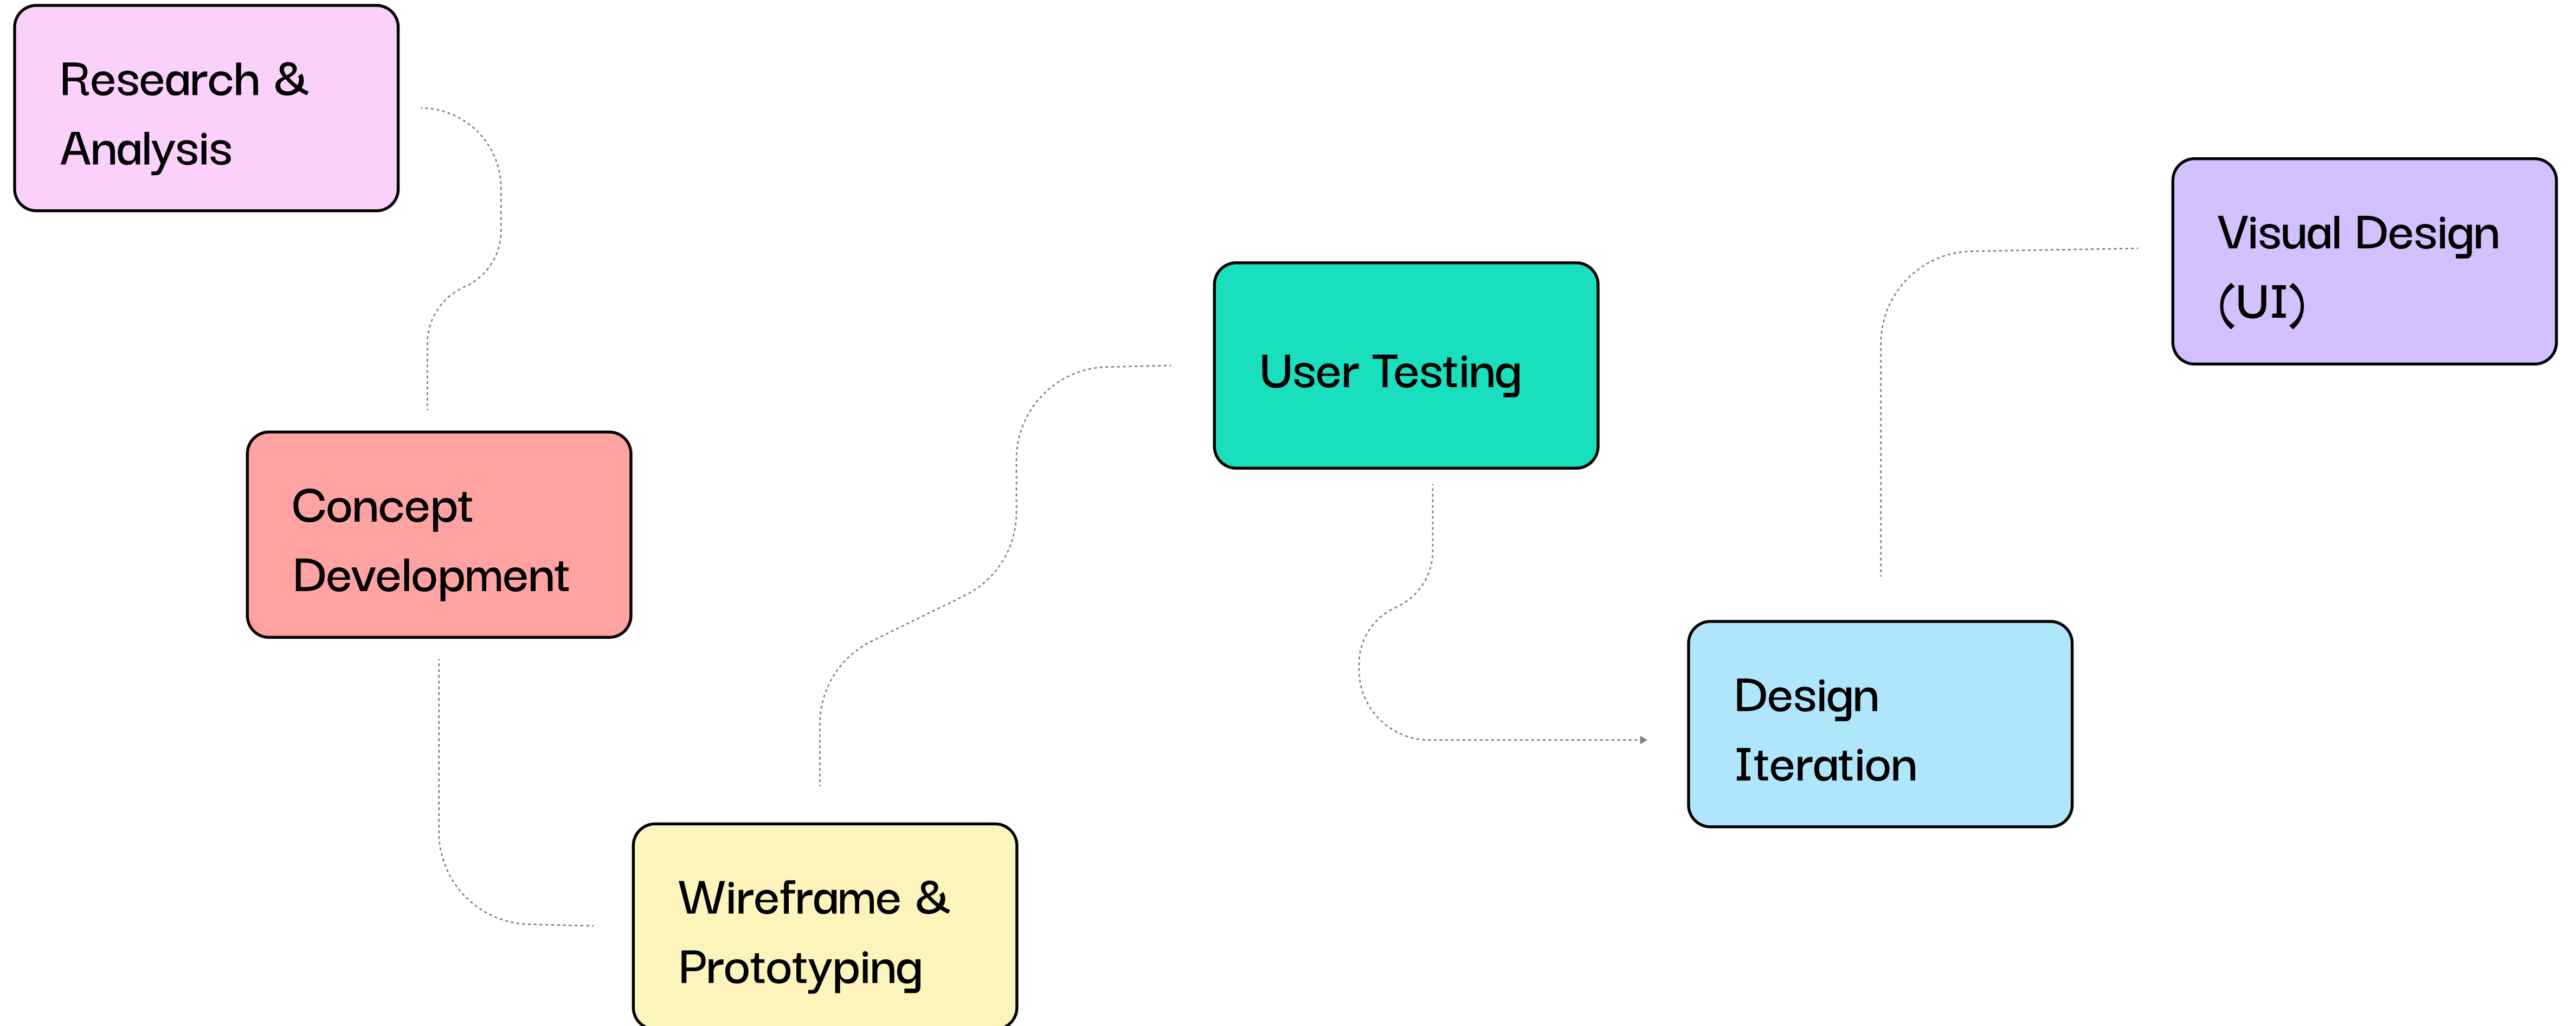 Research &
Analysis
Concept
Development
Wireframe &
Prototyping
User Testing
Design
Iteration
Visual Design
(UI)